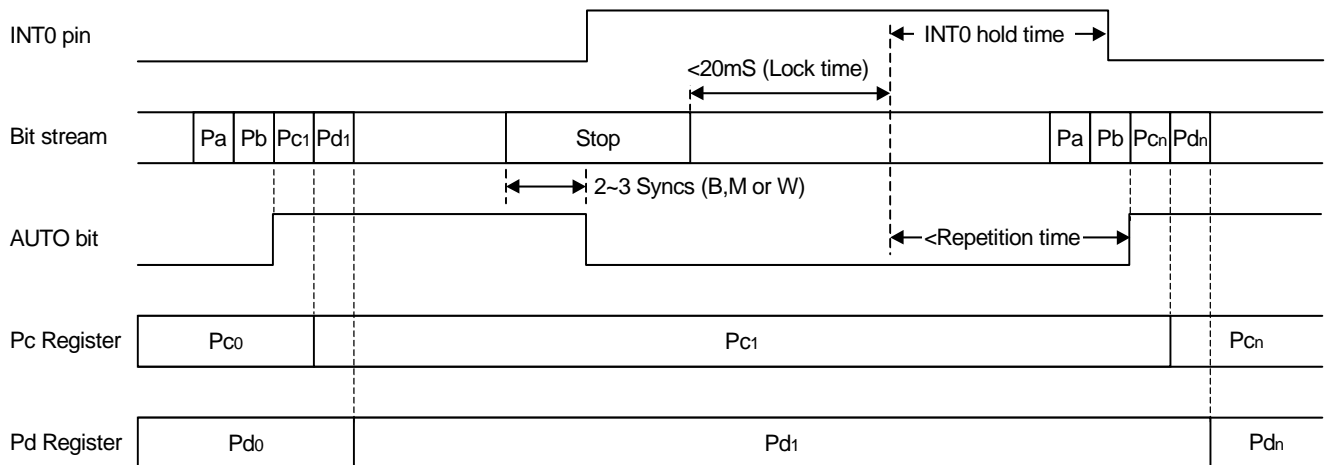 INT0 pin
INT0 hold time
<20mS (Lock time)
Bit stream
Pa Pb Pc1 Pd1 Stop Pa Pb Pcn Pdn
2~3 Syncs (B,M or W)
AUTO bit
<Repetition time
Pc Register Pc0 Pc1 Pcn
Pd Register Pd0 Pd1 Pdn